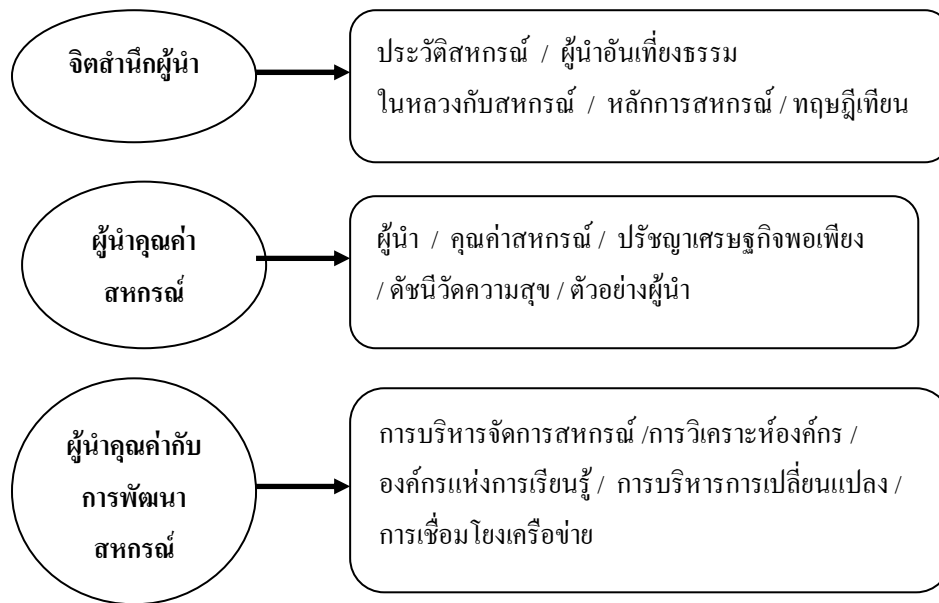 จิตสำนึกผู้นำ
ประวัติสหกรณ์ / ผู้นำอันเที่ยงธรรม
ในหลวงกับสหกรณ์ / หลักการสหกรณ์ / ทฤษฎีเทียน
ผู้นำคุณค่า
สหกรณ์
ผู้นำ / คุณค่าสหกรณ์ / ปรัชญาเศรษฐกิจพอเพียง
/ ดัชนีวัดความสุข / ตัวอย่างผู้นำ
ผู้นำคุณค่ากับ
การพัฒนา
สหกรณ์
การบริหารจัดการสหกรณ์ /การวิเคราะห์องค์กร /
องค์กรแห่งการเรียนรู้ / การบริหารการเปลี่ยนแปลง /
การเชื่อมโยงเครือข่าย